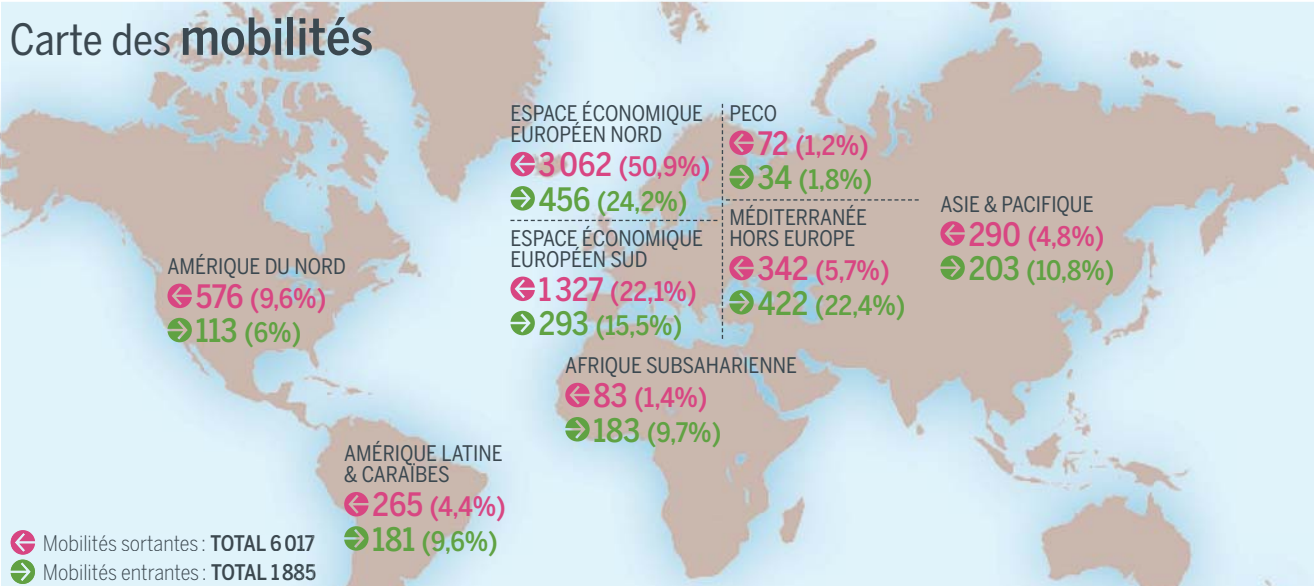 Carte des mobilités
ESPACE ÉCONOMIQUE
EUROPÉEN NORD
3 062 (50,9%)
456 (24,2%)
PECO
72 (1,2%)
34 (1,8%)
ESPACE ÉCONOMIQUE
EUROPÉEN SUD
1 327 (22,1%)
293 (15,5%)
MÉDITERRANÉE
HORS EUROPE
342 (5,7%)
422 (22,4%)
ASIE & PACIFIQUE
290 (4,8%)
203 (10,8%)
AMÉRIQUE DU NORD
576 (9,6%)
113 (6%)
AFRIQUE SUBSAHARIENNE
83 (1,4%)
183 (9,7%)
AMÉRIQUE LATINE
& CARAÏBES
265 (4,4%)
181 (9,6%)
Mobilités sortantes : TOTAL 6 017
Mobilités entrantes : TOTAL 1 885